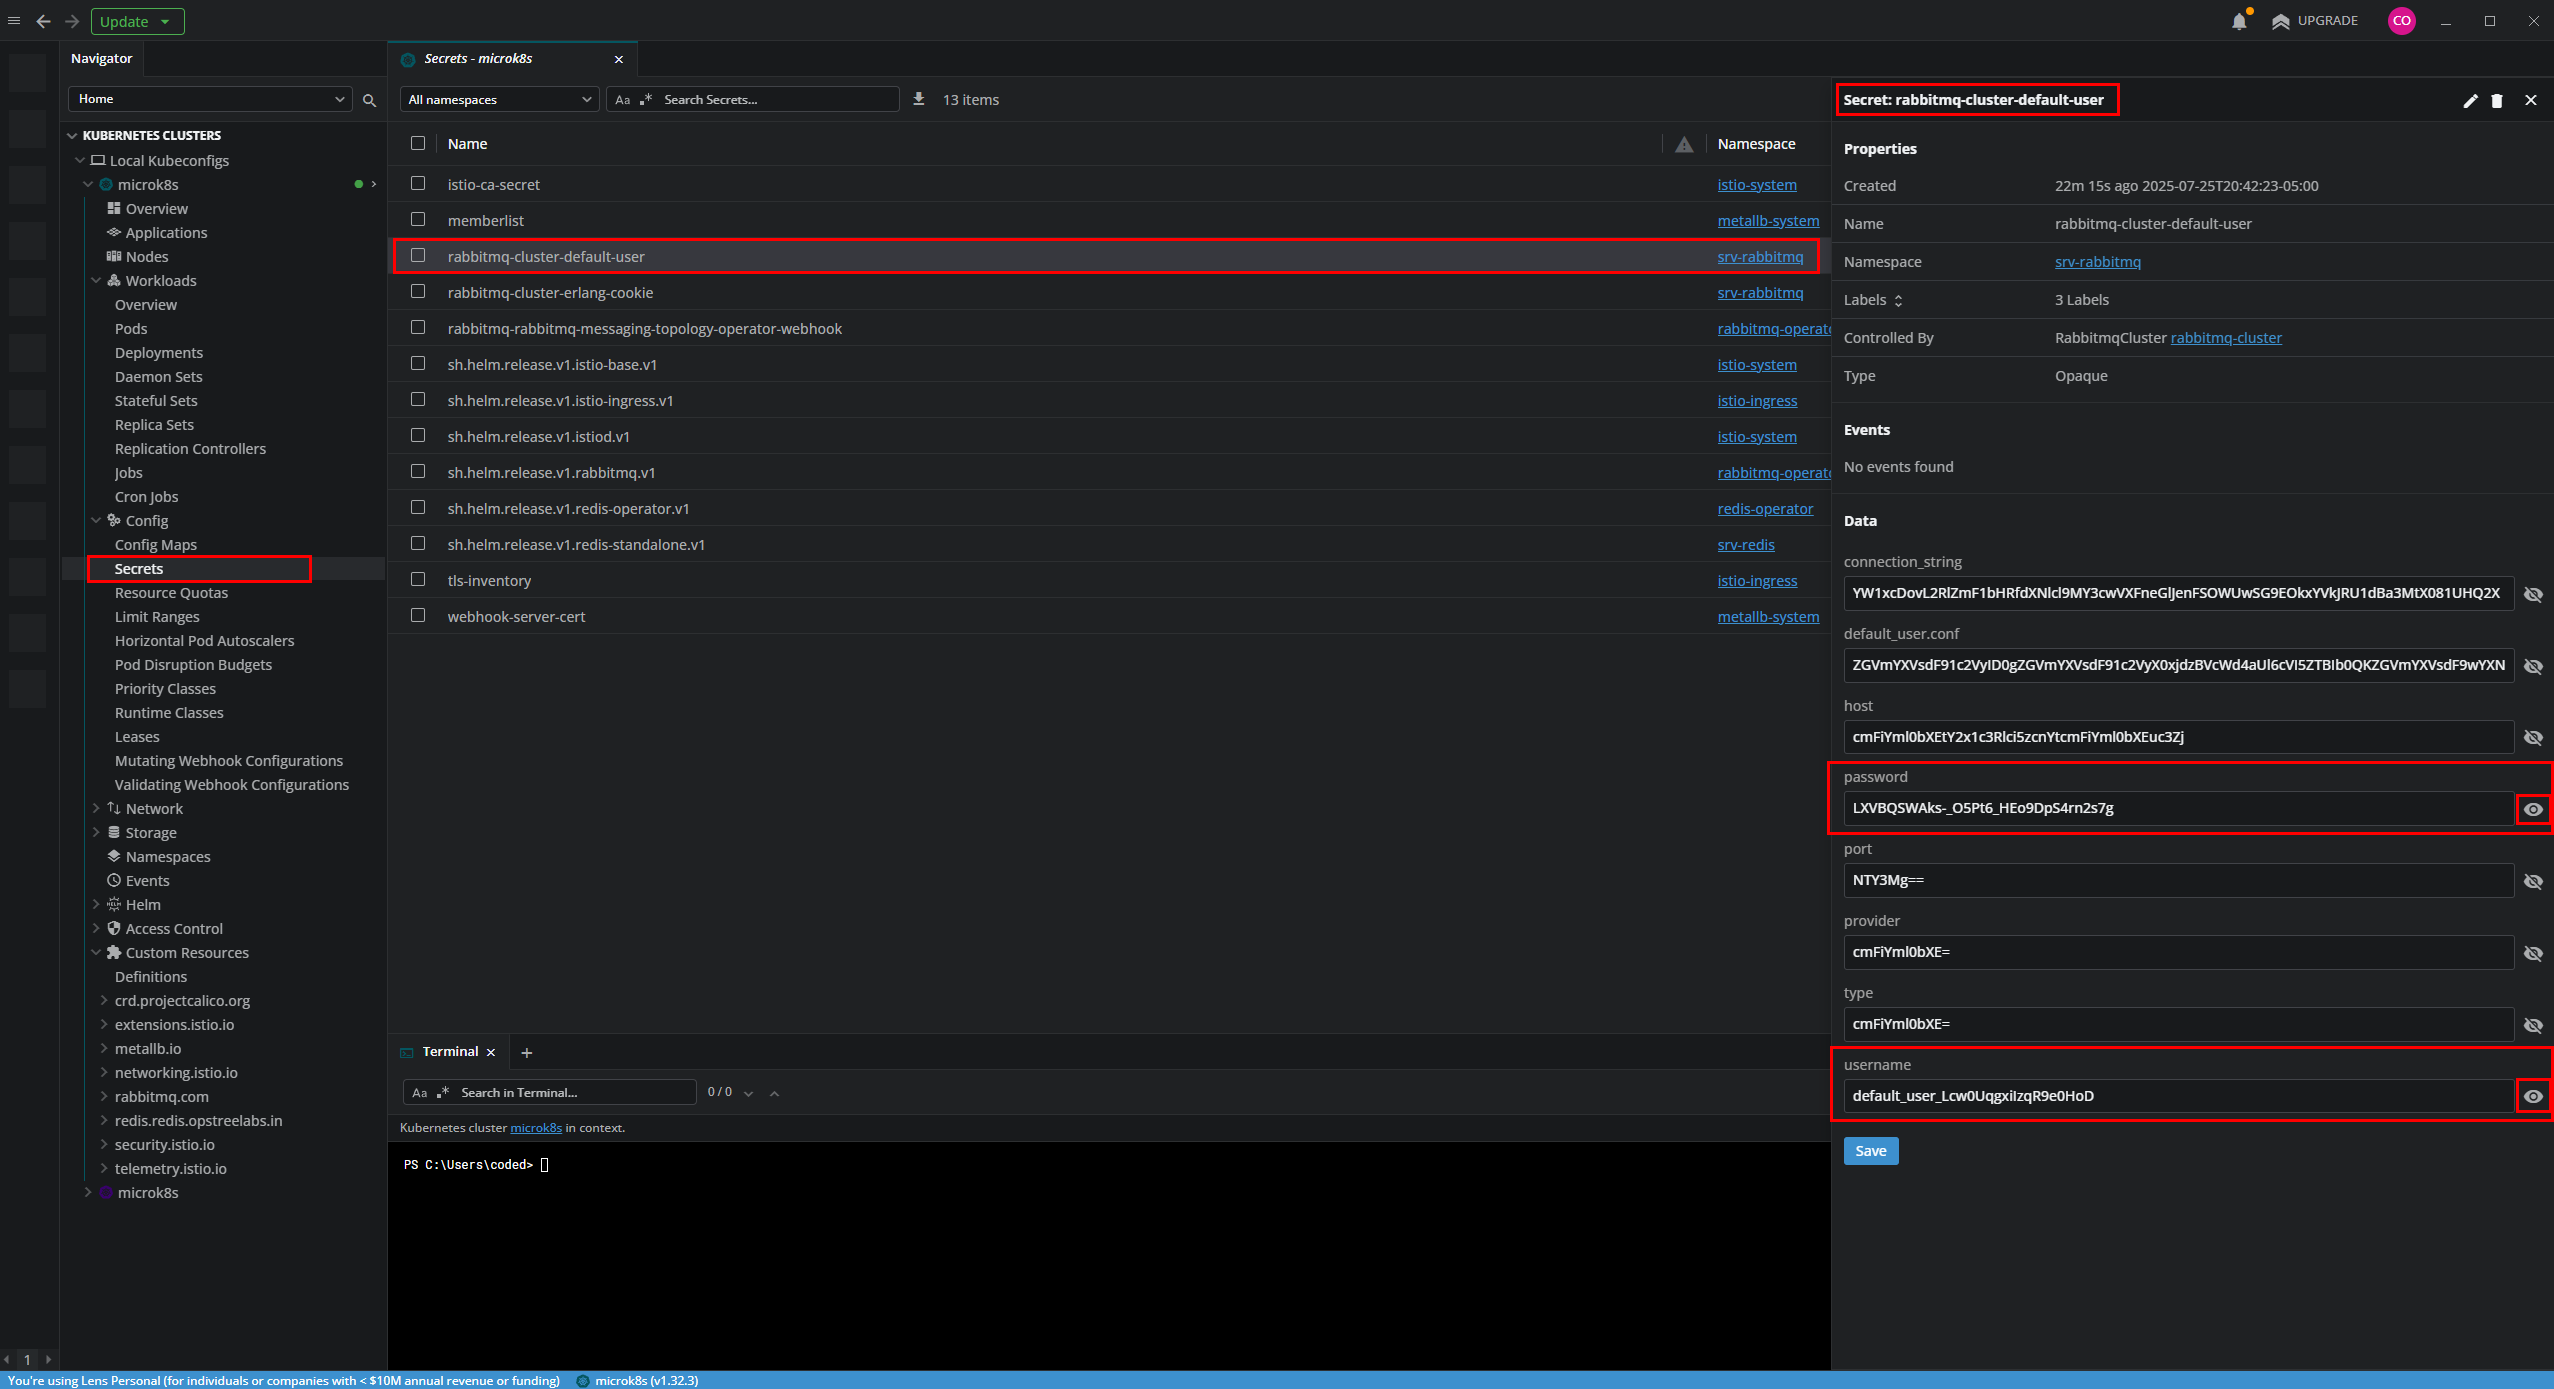 Update
UPGRADE
CO
Navigator
Secrets - microk8s
Home
All namespaces
Aa .* Search Secrets...
13 items
KUBERNETES CLUSTERS
Local Kubeconfigs
microk8s
Overview
Applications
Nodes
Workloads
Overview
Pods
Deployments
Daemon Sets
Stateful Sets
Replica Sets
Replication Controllers
Jobs
Cron Jobs
Config
Config Maps
Secrets
Resource Quotas
Limit Ranges
Horizontal Pod Autoscalers
Pod Disruption Budgets
Priority Classes
Runtime Classes
Leases
Mutating Webhook Configurations
Validating Webhook Configurations
Network
Storage
Namespaces
Events
Helm
Access Control
Custom Resources
Definitions
crd.projectcalico.org
extensions.istio.io
metallb.io
networking.istio.io
rabbitmq.com
redis.redis.opstreelabs.in
security.istio.io
telemetry.istio.io
microk8s
1
Name Namespace
istio-ca-secret istio-system
memberlist metallb-system
rabbitmq-cluster-default-user srv-rabbitmq
rabbitmq-cluster-erlang-cookie srv-rabbitmq
rabbitmq-rabbitmq-messaging-topology-operator-webhook rabbitmq-operato
sh.helm.release.v1.istio-base.v1 istio-system
sh.helm.release.v1.istio-ingress.v1 istio-ingress
sh.helm.release.v1.istiod.v1 istio-system
sh.helm.release.v1.rabbitmq.v1 rabbitmq-operato
sh.helm.release.v1.redis-operator.v1 redis-operator
sh.helm.release.v1.redis-standalone.v1 srv-redis
tls-inventory istio-ingress
webhook-server-cert metallb-system
Terminal
Aa .* Search in Terminal...
0 / 0
Kubernetes cluster microk8s in context.
PS C:\Users\coded>
Secret: rabbitmq-cluster-default-user
Properties
Created 22m 15s ago 2025-07-25T20:42:23-05:00
Name rabbitmq-cluster-default-user
Namespace srv-rabbitmq
Labels 3 Labels
Controlled By RabbitmqCluster rabbitmq-cluster
Type Opaque
Events
No events found
Data
connection_string
default_user.conf
host
cmFiYml0bXEtY2x1c3Rlci5zcnYtcmFiYml0bXEuc3Zj
password
LXVBQSWAks-_O5Pt6_HEo9DpS4rn2s7g
port
NTY3Mg==
provider
cmFiYml0bXE=
type
cmFiYml0bXE=
username
default_user_Lcw0UqgxiIzqR9e0HoD
Save
You're using Lens Personal (for individuals or companies with < $10M annual revenue or funding)
microk8s (v1.32.3)